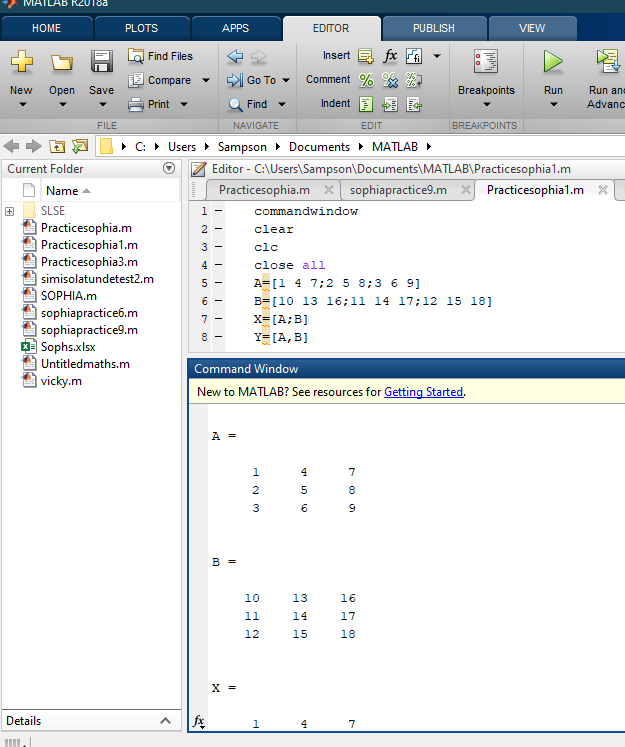 MATLAB R2018a
HOME PLOTS APPS EDITOR PUBLISH VIEW
New Open Save Find Files Compare Print
Go To Find
Insert fx
Comment % %
Indent
Breakpoints Run Run and Advanc
FILE NAVIGATE EDIT BREAKPOINTS
C: Users Sampson Documents MATLAB
Current Folder
Name
SLSE
Practicesophia.m
Practicesophia1.m
Practicesophia3.m
simisolatundetest2.m
SOPHIA.m
sophiapractice6.m
sophiapractice9.m
Sophs.xlsx
Untitledmaths.m
vicky.m
Details
Editor - C:\Users\Sampson\Documents\MATLAB\Practicesophia1.m
Practicesophia.m sophiapractice9.m Practicesophia1.m
1 – commandwindow
2 – clear
3 – clc
4 – close all
5 – A=[1 4 7;2 5 8;3 6 9]
6 – B=[10 13 16;11 14 17;12 15 18]
7 – X=[A;B]
8 – Y=[A,B]
Command Window
New to MATLAB? See resources for Getting Started.
A =
1 4 7
2 5 8
3 6 9
B =
10 13 16
11 14 17
12 15 18
X =
fx 1 4 7